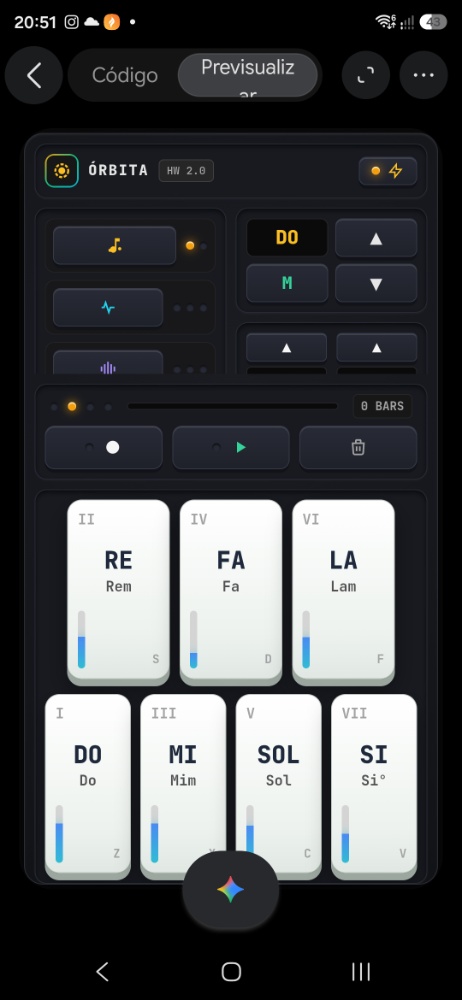 20:51
6
43
Código
Previsualiz
ar
ÓRBITA
HW 2.0
DO
▲
M
▼
▲ ▲
0 BARS
II
RE
Rem
S
IV
FA
Fa
D
VI
LA
Lam
F
I
DO
Do
Z
III
MI
Mim
V
SOL
Sol
C
VII
SI
Si°
V